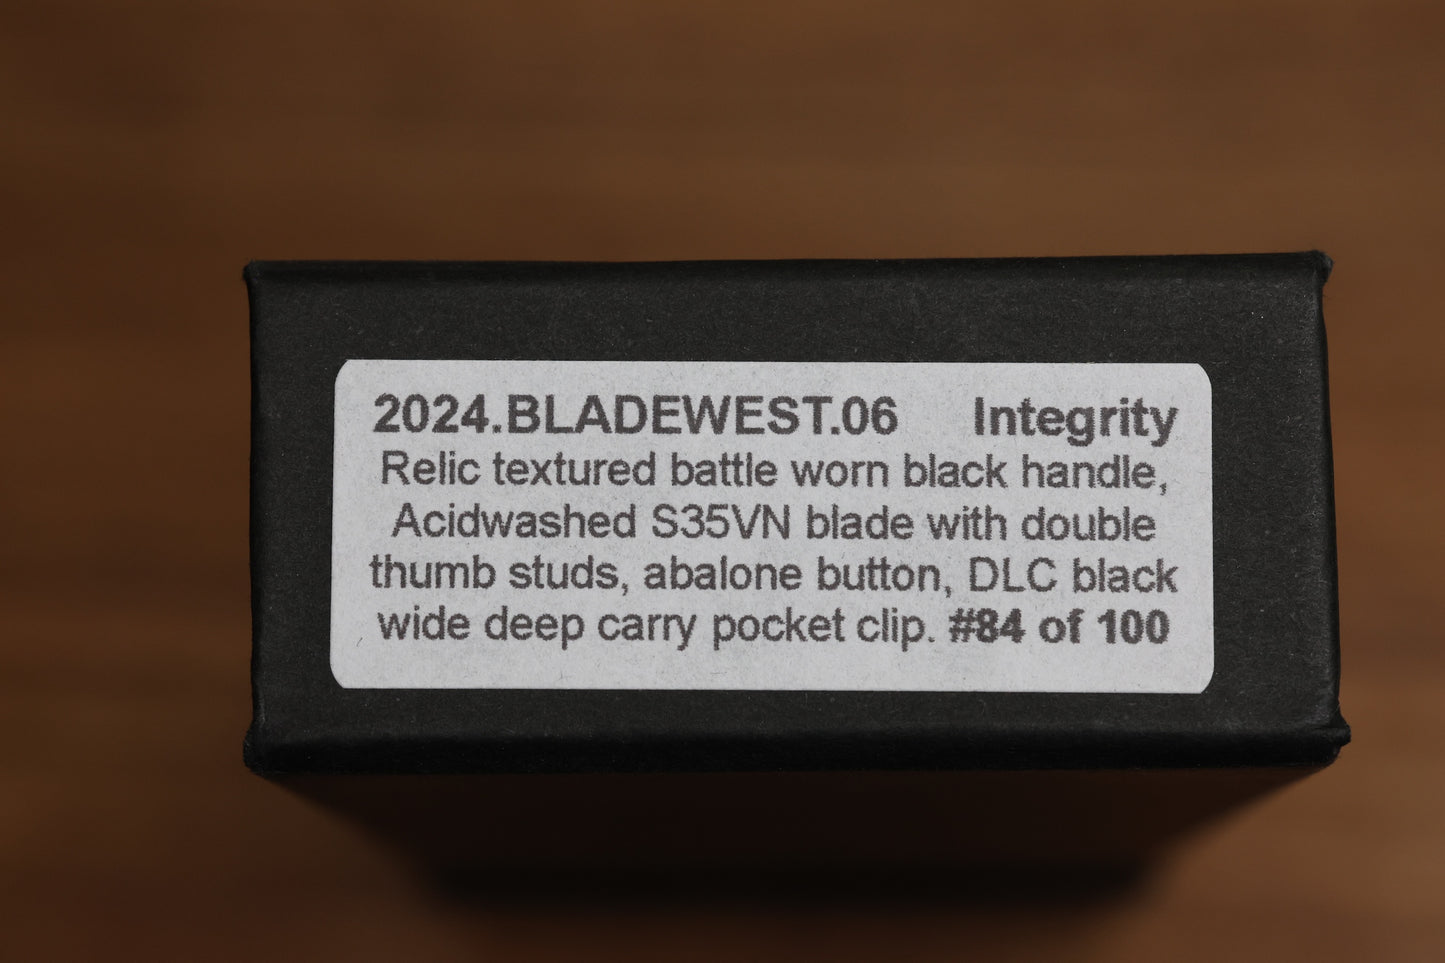 2024.BLADEWEST.06 Integrity
Relic textured battle worn black handle,
Acidwashed S35VN blade with double
thumb studs, abalone button, DLC black
wide deep carry pocket clip. #84 of 100